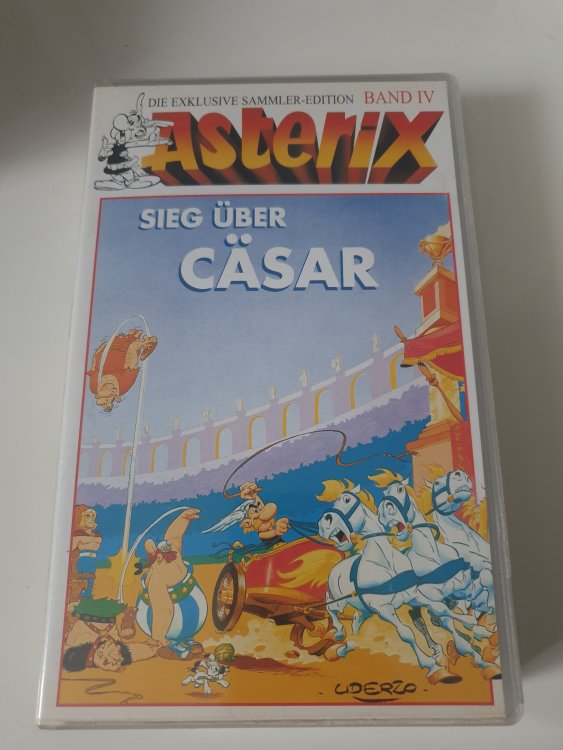 DIE EXKLUSIVE SAMMLER-EDITION BAND IV
Asterix
SIEG ÜBER
CÄSAR
UDERZO